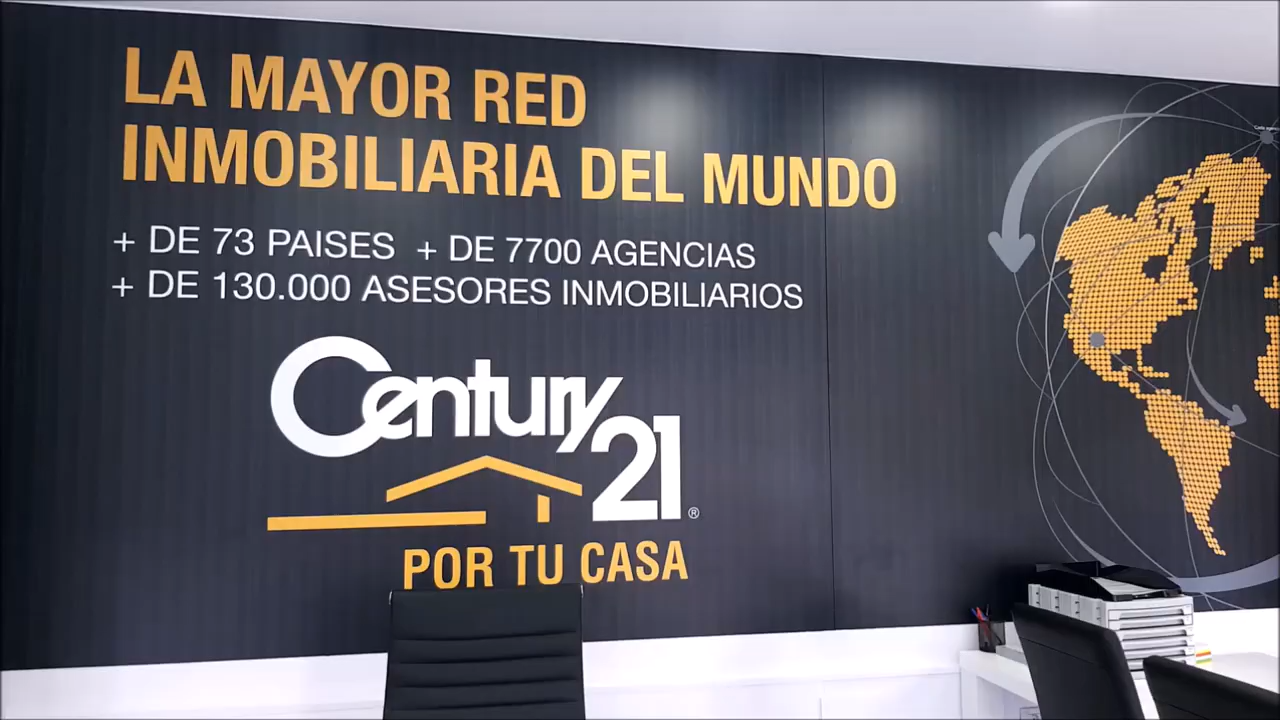 LA MAYOR RED
INMOBILIARIA DEL MUNDO
+ DE 73 PAISES + DE 7700 AGENCIAS
+ DE 130.000 ASESORES INMOBILIARIOS
Century
21®
POR TU CASA